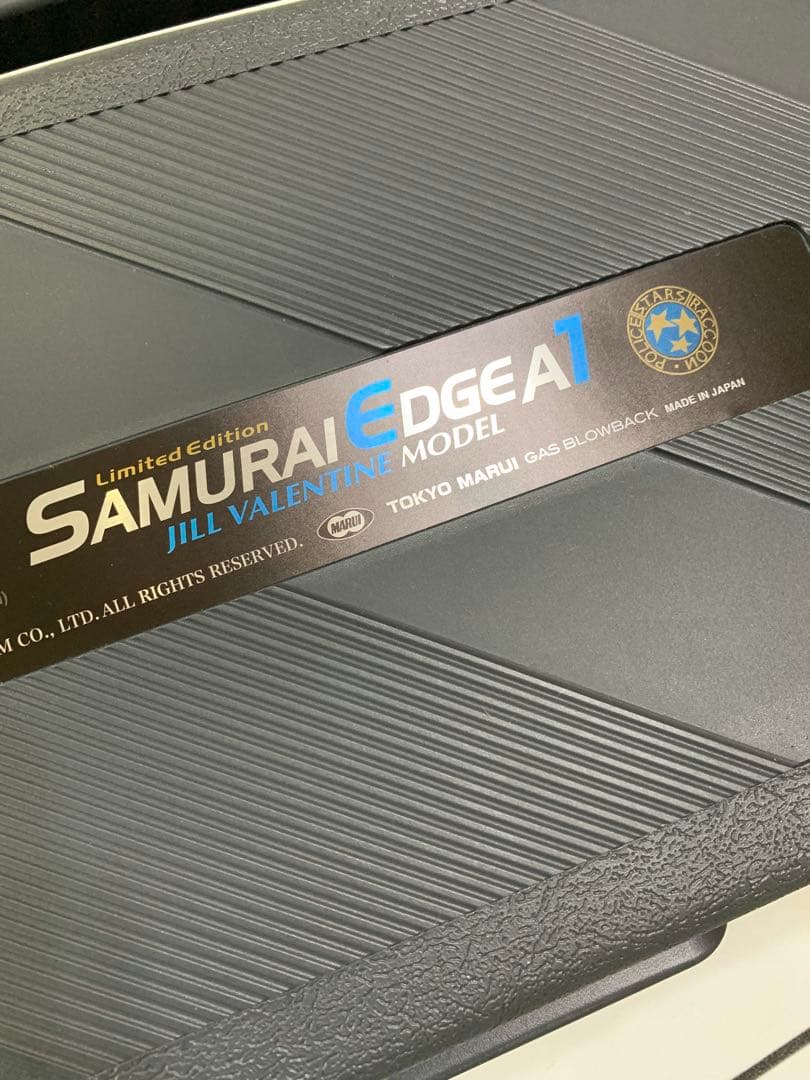 Limited Edition
SAMURAI EDGE A1
JILL VALENTINE MODEL
POLICE S.T.A.R.S. RACCOON
MARUI
TOKYO MARUI GAS BLOWBACK MADE IN JAPAN
CO., LTD. ALL RIGHTS RESERVED.